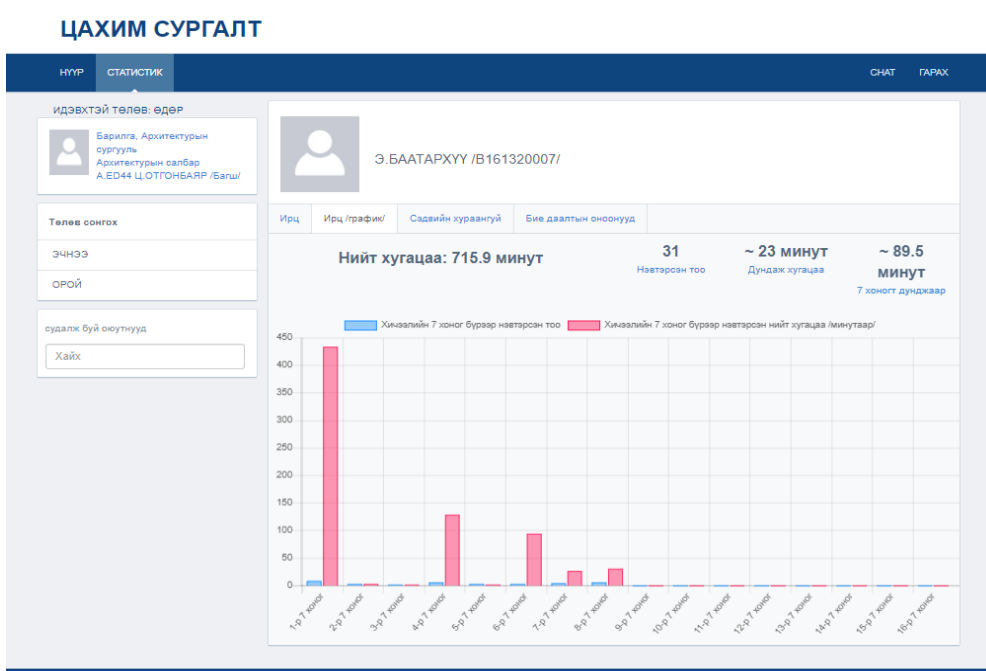 ЦАХИМ СУРГАЛТ
НҮҮР
СТАТИСТИК
CHAT
ГАРАХ
ИДЭВХТЭЙ ТӨЛӨВ: ӨДӨР
Барилга, Архитектурын
сургууль
Архитектурын салбар
A.ED44 Ц.ОТГОНБАЯР /Багш/
Төлөв сонгох
ЭЧНЭЭ
ОРОЙ
судалж буй оюутнууд
Хайх
Э.БААТАРХҮҮ /B161320007/
Ирц
Ирц /график/
Сэдвийн хураангуй
Бие даалтын оноонууд
Нийт хугацаа: 715.9 минут
31
Нэвтэрсэн тоо
~ 23 минут
Дундаж хугацаа
~ 89.5
минут
7 хоногт дунджаар
Хичээлийн 7 хоног бүрээр нэвтэрсэн тоо
Хичээлийн 7 хоног бүрээр нэвтэрсэн нийт хугацаа /минутаар/
450
400
350
300
250
200
150
100
50
0
1-р 7 хоног
2-р 7 хоног
3-р 7 хоног
4-р 7 хоног
5-р 7 хоног
6-р 7 хоног
7-р 7 хоног
8-р 7 хоног
9-р 7 хоног
10-р 7 хоног
11-р 7 хоног
12-р 7 хоног
13-р 7 хоног
14-р 7 хоног
15-р 7 хоног
16-р 7 хоног